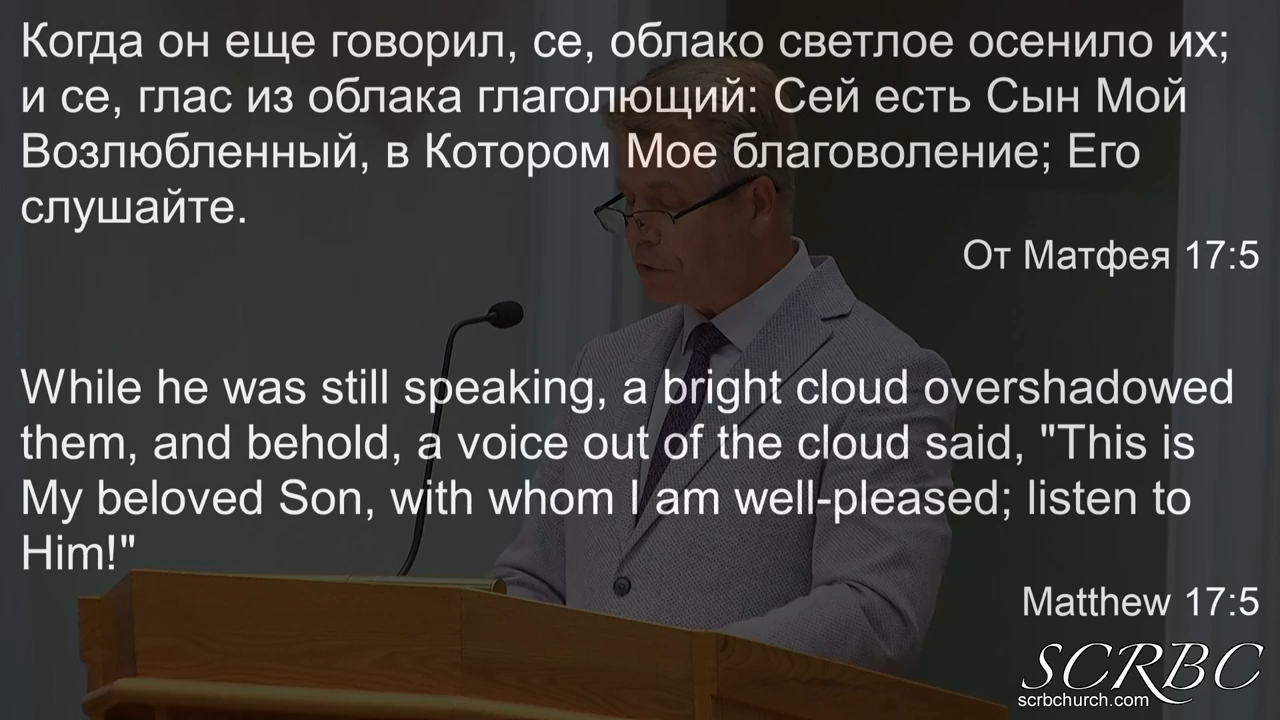 Когда он еще говорил, се, облако светлое осенило их;
и се, глас из облака глаголющий: Сей есть Сын Мой
Возлюбленный, в Котором Мое благоволение; Его
слушайте.
От Матфея 17:5
While he was still speaking, a bright cloud overshadowed
them, and behold, a voice out of the cloud said, "This is
My beloved Son, with whom I am well-pleased; listen to
Him!"
Matthew 17:5
SCRBC
scrbchurch.com